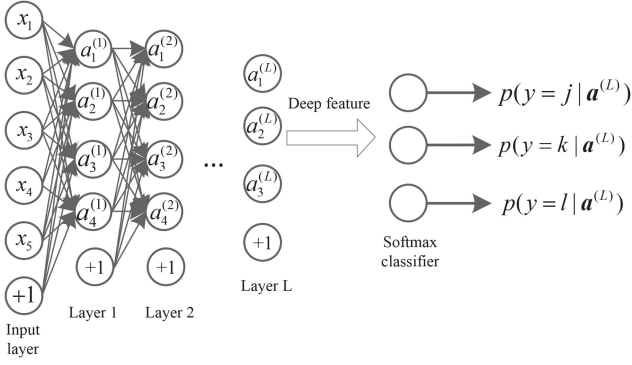 x₁
x₂
x₃
x₄
x₅
+1
Input
layer
a₁⁽¹⁾
a₂⁽¹⁾
a₃⁽¹⁾
a₄⁽¹⁾
+1
Layer 1
a₁⁽²⁾
a₂⁽²⁾
a₃⁽²⁾
a₄⁽²⁾
+1
Layer 2
...
a₁⁽ᴸ⁾
a₂⁽ᴸ⁾
a₃⁽ᴸ⁾
+1
Layer L
Deep feature
Softmax
classifier
p(y = j | a⁽ᴸ⁾)
p(y = k | a⁽ᴸ⁾)
p(y = l | a⁽ᴸ⁾)